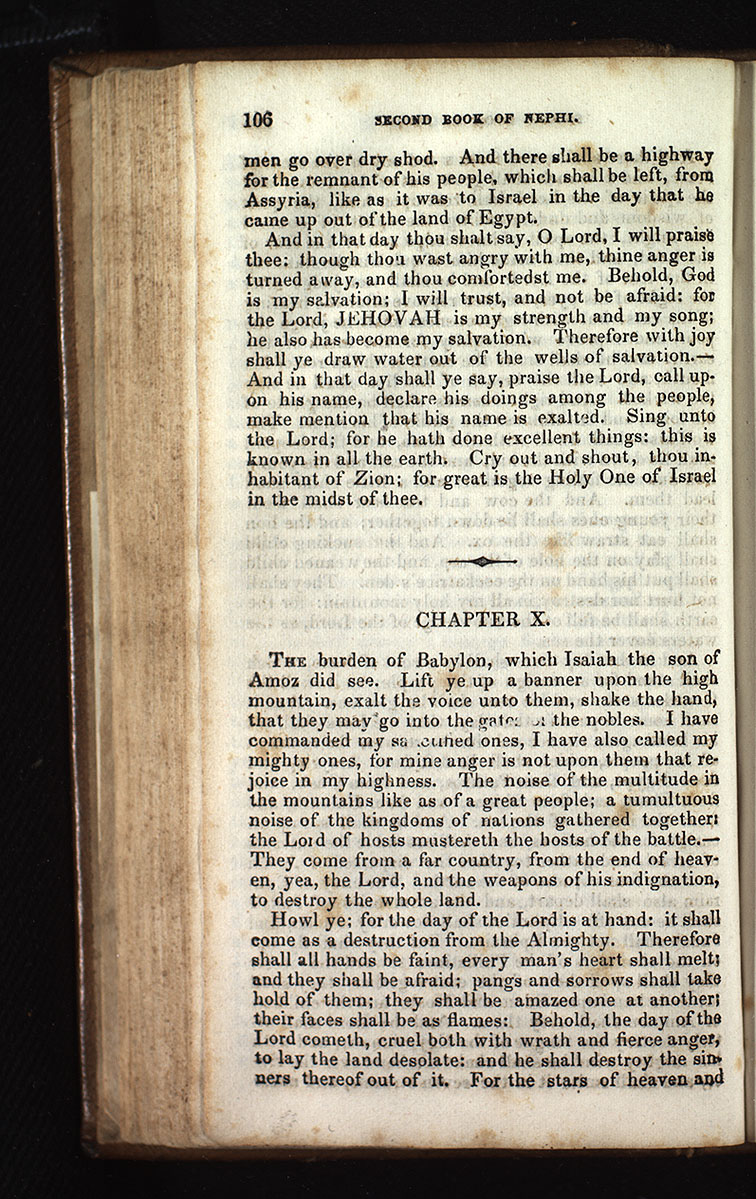 106 SECOND BOOK OF NEPHI.
men go over dry shod. And there shall be a highway
for the remnant of his people, which shall be left, from
Assyria, like as it was to Israel in the day that he
came up out of the land of Egypt.
And in that day thou shalt say, O Lord, I will praise
thee: though thou wast angry with me, thine anger is
turned away, and thou comfortedst me. Behold, God
is my salvation; I will trust, and not be afraid: for
the Lord, JEHOVAH is my strength and my song;
he also has become my salvation. Therefore with joy
shall ye draw water out of the wells of salvation.—
And in that day shall ye say, praise the Lord, call up-
on his name, declare his doings among the people,
make mention that his name is exalted. Sing unto
the Lord; for he hath done excellent things: this is
known in all the earth. Cry out and shout, thou in-
habitant of Zion; for great is the Holy One of Israel
in the midst of thee.
CHAPTER X.
THE burden of Babylon, which Isaiah the son of
Amoz did see. Lift ye up a banner upon the high
mountain, exalt the voice unto them, shake the hand,
that they may go into the the nobles. I have
commanded my ones, I have also called my
mighty ones, for mine anger is not upon them that re-
joice in my highness. The noise of the multitude in
the mountains like as of a great people; a tumultuous
noise of the kingdoms of nations gathered together:
the Lord of hosts mustereth the hosts of the battle.—
They come from a far country, from the end of heav-
en, yea, the Lord, and the weapons of his indignation,
to destroy the whole land.
Howl ye; for the day of the Lord is at hand: it shall
come as a destruction from the Almighty. Therefore
shall all hands be faint, every man's heart shall melt;
and they shall be afraid; pangs and sorrows shall take
hold of them; they shall be amazed one at another;
their faces shall be as flames: Behold, the day of the
Lord cometh, cruel both with wrath and fierce anger,
to lay the land desolate: and he shall destroy the sin-
ners thereof out of it. For the stars of heaven and